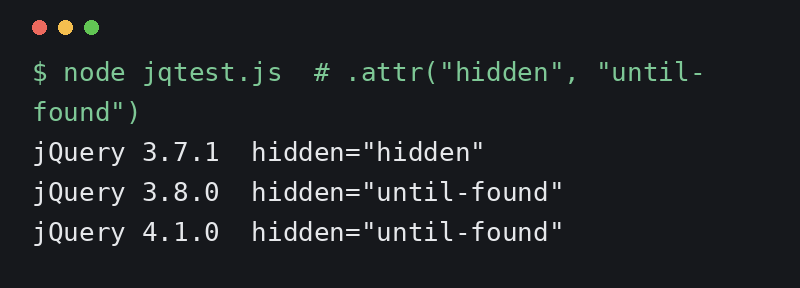 $ node jqtest.js  # .attr("hidden", "until-
found")
jQuery 3.7.1  hidden="hidden"
jQuery 3.8.0  hidden="until-found"
jQuery 4.1.0  hidden="until-found"